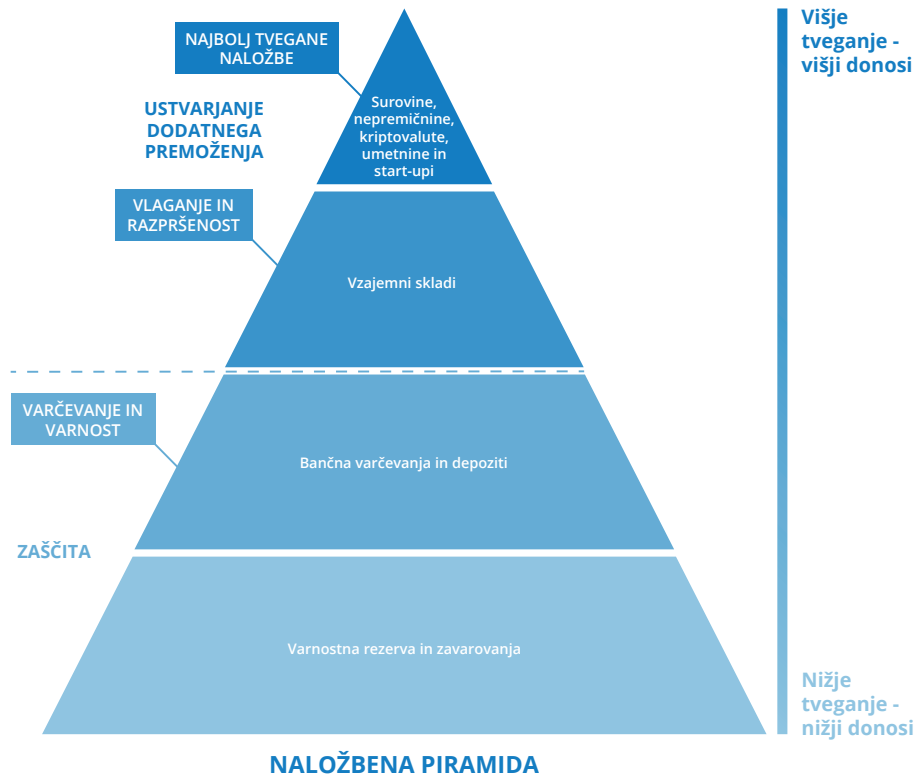 Višje
tveganje -
višji donosi
NAJBOLJ TVEGANE
NALOŽBE
Surovine,
nepremičnine,
kriptovalute,
umetnine in
start-upi
USTVARJANJE
DODATNEGA
PREMOŽENJA
VLAGANJE IN
RAZPRŠENOST
Vzajemni skladi
VARČEVANJE IN
VARNOST
Bančna varčevanja in depoziti
ZAŠČITA
Varnostna rezerva in zavarovanja
Nižje
tveganje -
nižji donosi
NALOŽBENA PIRAMIDA